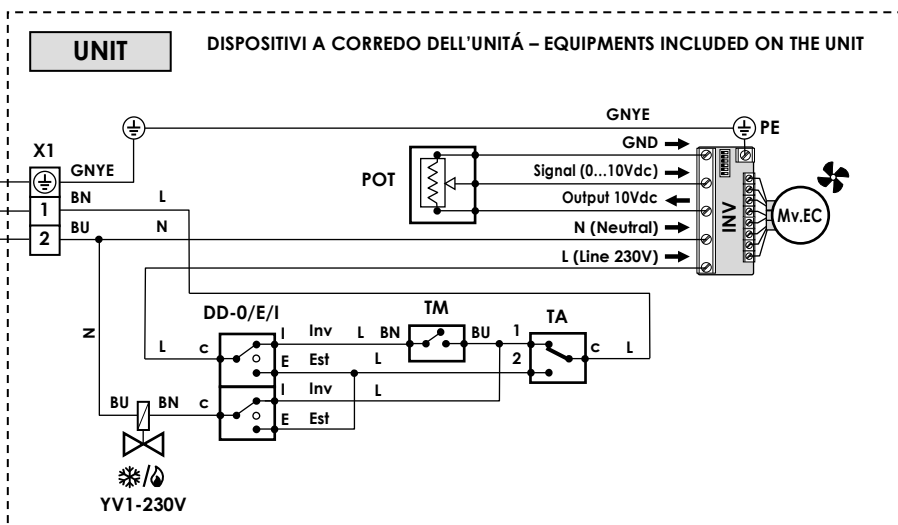 UNIT
DISPOSITIVI A CORREDO DELL'UNITÁ – EQUIPMENTS INCLUDED ON THE UNIT
GNYE
PE
X1
GNYE
GND
POT
Signal (0...10Vdc)
BN L
1
Output 10Vdc
INV
Mv.EC
BU N
2
N (Neutral)
L (Line 230V)
N
DD-0/E/I
TM
TA
I Inv L BN BU 1
L c
E Est L 2
c L
I Inv L
BU BN c
E Est
YV1-230V